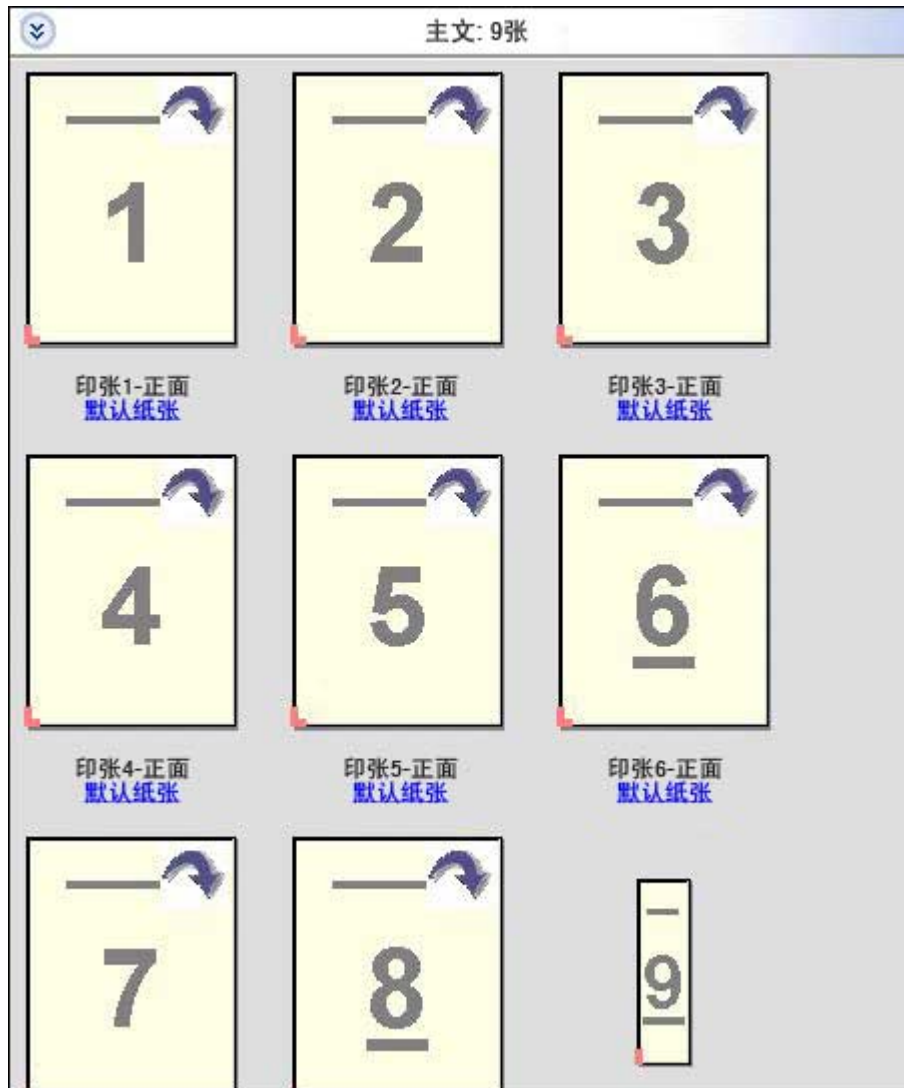 主文: 9张
1
2
3
印张1-正面
默认纸张
印张2-正面
默认纸张
印张3-正面
默认纸张
4
5
6
印张4-正面
默认纸张
印张5-正面
默认纸张
印张6-正面
默认纸张
7
8
9